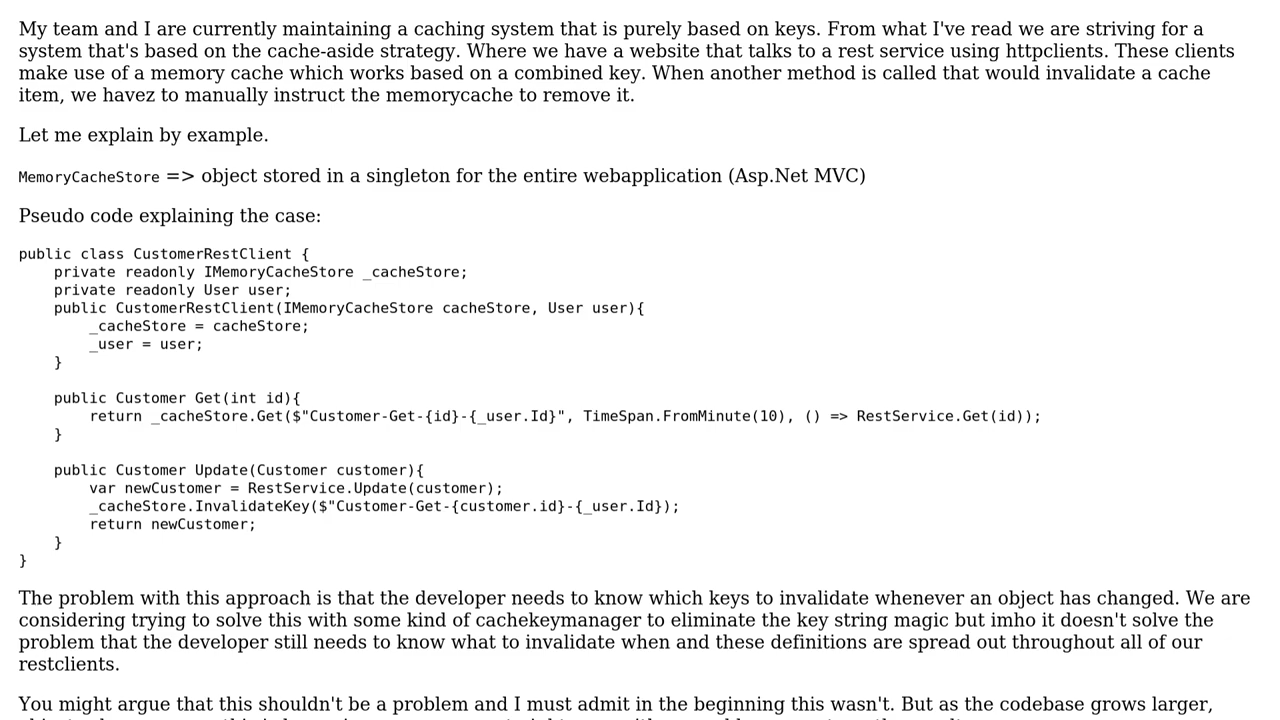 My team and I are currently maintaining a caching system that is purely based on keys. From what I've read we are striving for a
system that's based on the cache-aside strategy. Where we have a website that talks to a rest service using httpclients. These clients
make use of a memory cache which works based on a combined key. When another method is called that would invalidate a cache
item, we havez to manually instruct the memorycache to remove it.
Let me explain by example.
MemoryCacheStore => object stored in a singleton for the entire webapplication (Asp.Net MVC)
Pseudo code explaining the case:
public class CustomerRestClient {
    private readonly IMemoryCacheStore _cacheStore;
    private readonly User user;
    public CustomerRestClient(IMemoryCacheStore cacheStore, User user){
        _cacheStore = cacheStore;
        _user = user;
    }
    public Customer Get(int id){
        return _cacheStore.Get($"Customer-Get-{id}-{_user.Id}", TimeSpan.FromMinute(10), () => RestService.Get(id));
    }
    public Customer Update(Customer customer){
        var newCustomer = RestService.Update(customer);
        _cacheStore.InvalidateKey($"Customer-Get-{customer.id}-{_user.Id});
        return newCustomer;
    }
}
The problem with this approach is that the developer needs to know which keys to invalidate whenever an object has changed. We are
considering trying to solve this with some kind of cachekeymanager to eliminate the key string magic but imho it doesn't solve the
problem that the developer still needs to know what to invalidate when and these definitions are spread out throughout all of our
restclients.
You might argue that this shouldn't be a problem and I must admit in the beginning this wasn't. But as the codebase grows larger,